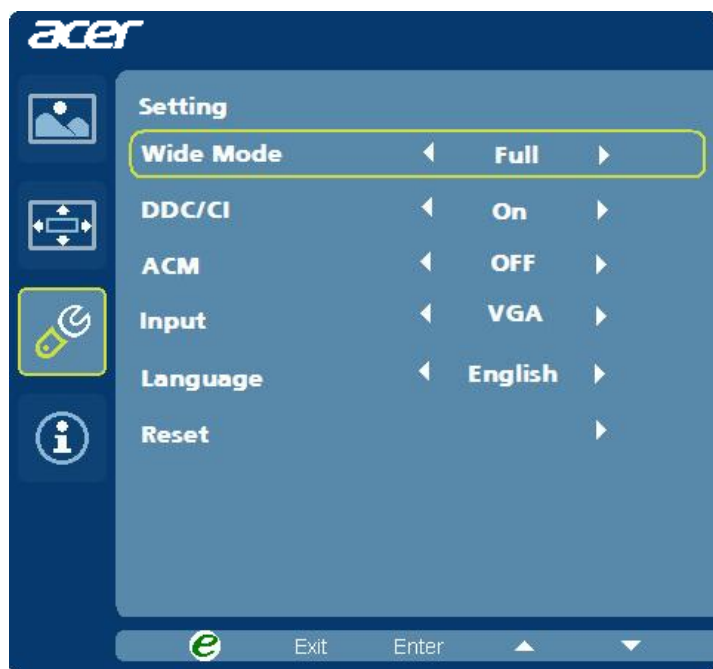 acer
Setting
Wide Mode Full
DDC/CI On
ACM OFF
Input VGA
Language English
Reset
e Exit Enter